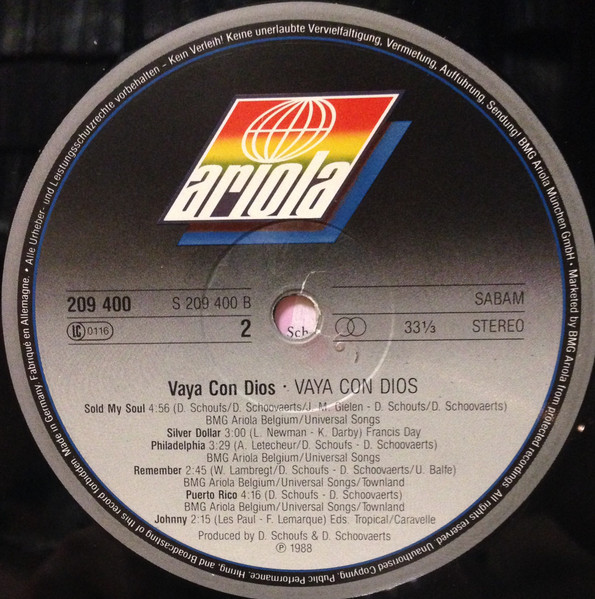 Alle Urheber- und Leistungsschutzrechte vorbehalten – Kein Verleih! Keine unerlaubte Vervielfältigung, Vermietung, Aufführung, Sendung! BMG Ariola München GmbH • Marketed by BMG Ariola
from protected recordings. All rights reserved. Unauthorised Copying, Public Performance, Hiring, and Broadcasting of this record forbidden. Made in Germany Fabriqué en Allemagne. •
ariola
209 400 S 209 400 B SABAM
LC 0116 2 33⅓ STEREO
Sch
Vaya Con Dios · VAYA CON DIOS
Sold My Soul 4:56 (D. Schoufs/D. Schoovaerts/J. M. Gielen - D. Schoufs/D. Schoovaerts)
BMG Ariola Belgium/Universal Songs
Silver Dollar 3:00 (L. Newman - K. Darby) Francis Day
Philadelphia 3:29 (A. Letecheur/D. Schoufs - D. Schoovaerts)
BMG Ariola Belgium/Universal Songs
Remember 2:45 (W. Lambregt/D. Schoufs - D. Schoovaerts/U. Balfe)
BMG Ariola Belgium/Universal Songs/Townland
Puerto Rico 4:16 (D. Schoufs - D. Schoovaerts)
BMG Ariola Belgium/Universal Songs/Townland
Johnny 2:15 (Les Paul - F. Lemarque) Eds. Tropical/Caravelle
Produced by D. Schoufs & D. Schoovaerts
℗ 1988